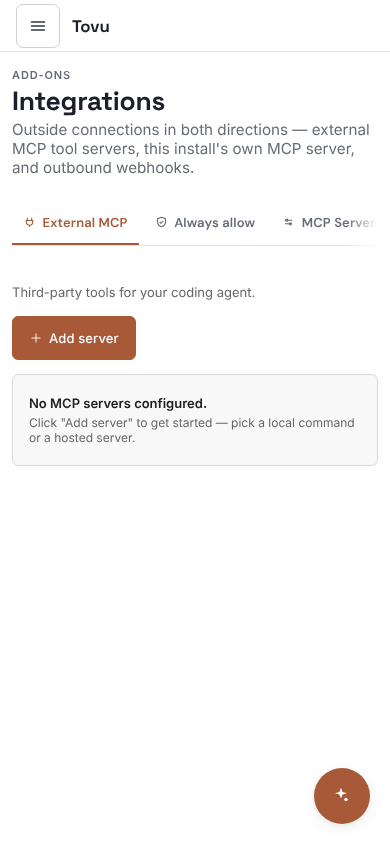 Tovu
ADD-ONS
Integrations
Outside connections in both directions — external
MCP tool servers, this install's own MCP server,
and outbound webhooks.
External MCP
Always allow
MCP Server
Third-party tools for your coding agent.
Add server
No MCP servers configured.
Click "Add server" to get started — pick a local command
or a hosted server.